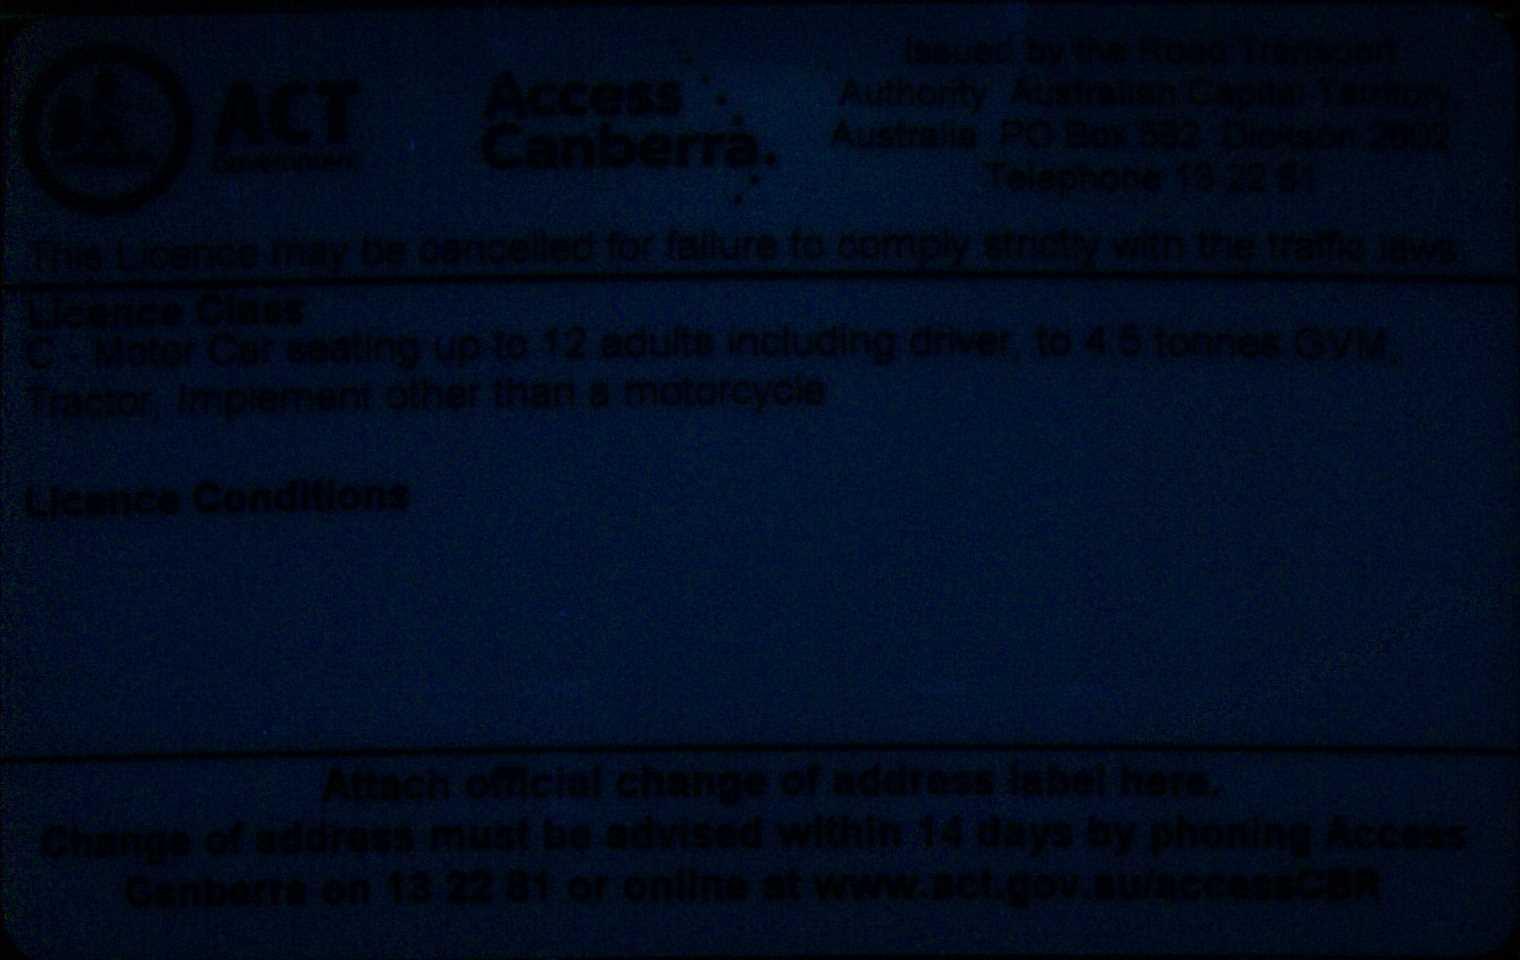 ACT
Government
Access
Canberra.
Issued by the Road Transport
Authority Australian Capital Territory,
Australia PO Box 582 Dickson 2602
Telephone 13 22 81
This Licence may be cancelled for failure to comply strictly with the traffic laws.
Licence Class
C - Motor Car seating up to 12 adults including driver, to 4.5 tonnes GVM,
Tractor, Implement other than a motorcycle
Licence Conditions
Attach official change of address label here.
Change of address must be advised within 14 days by phoning Access
Canberra on 13 22 81 or online at www.act.gov.au/accessCBR